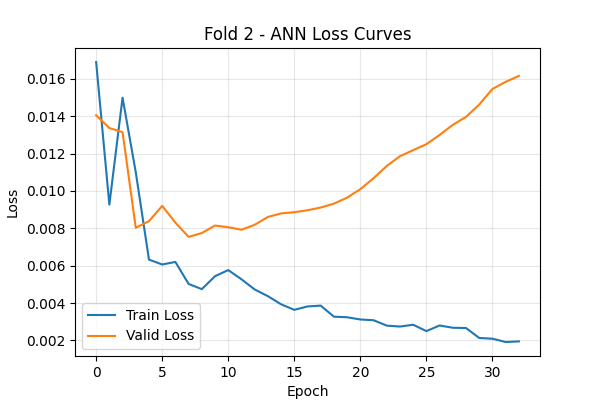 Fold 2 - ANN Loss Curves
Loss
0.016
0.014
0.012
0.010
0.008
0.006
0.004
0.002
Train Loss
Valid Loss
0 5 10 15 20 25 30
Epoch